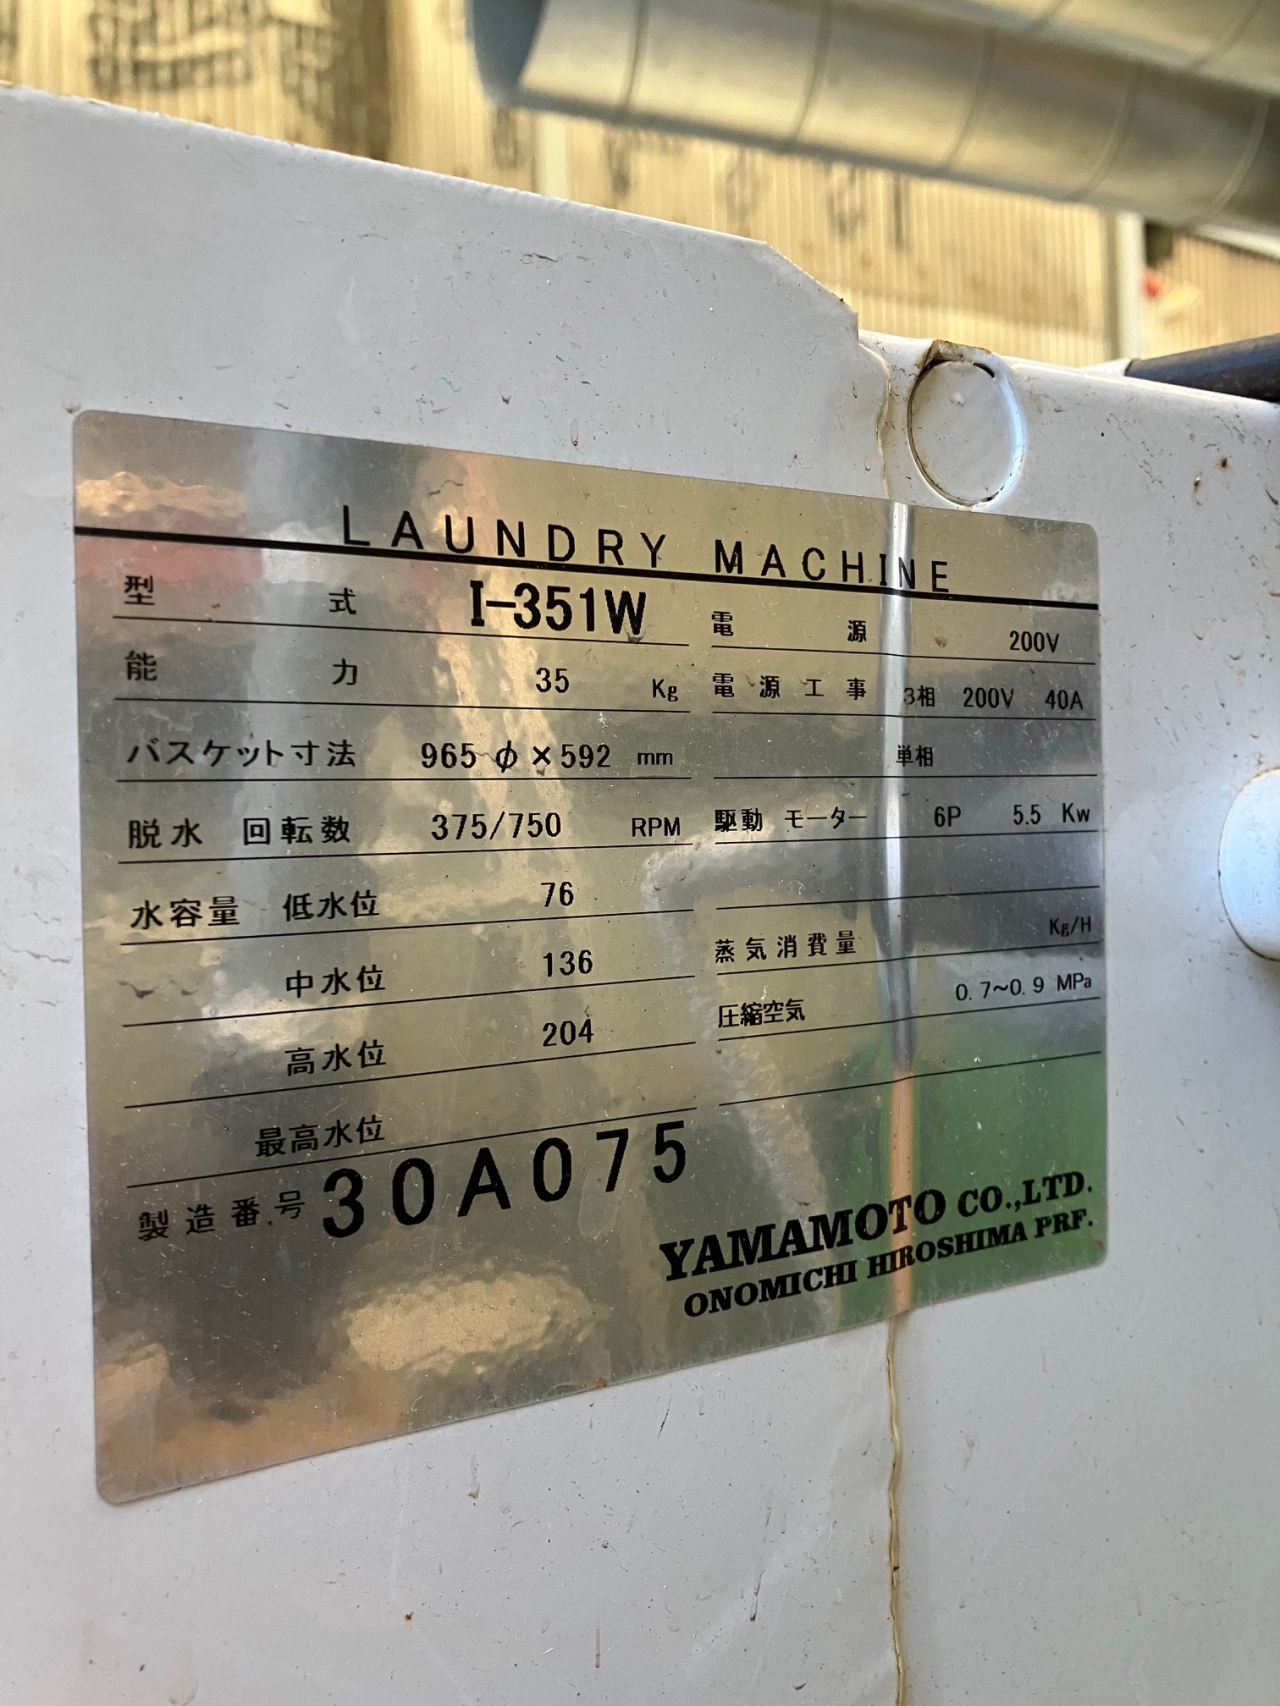 LAUNDRY MACHINE
型式 I-351W
能力 35 Kg
バスケット寸法 965 φ × 592 mm
脱水 回転数 375/750 RPM
水容量 低水位 76
中水位 136
高水位 204
最高水位
製造番号 30A075
電源 200V
電源工事 3相 200V 40A
単相
駆動 モーター 6P 5.5 Kw
蒸気消費量 Kg/H
圧縮空気 0.7~0.9 MPa
YAMAMOTO CO.,LTD.
ONOMICHI HIROSHIMA PRF.